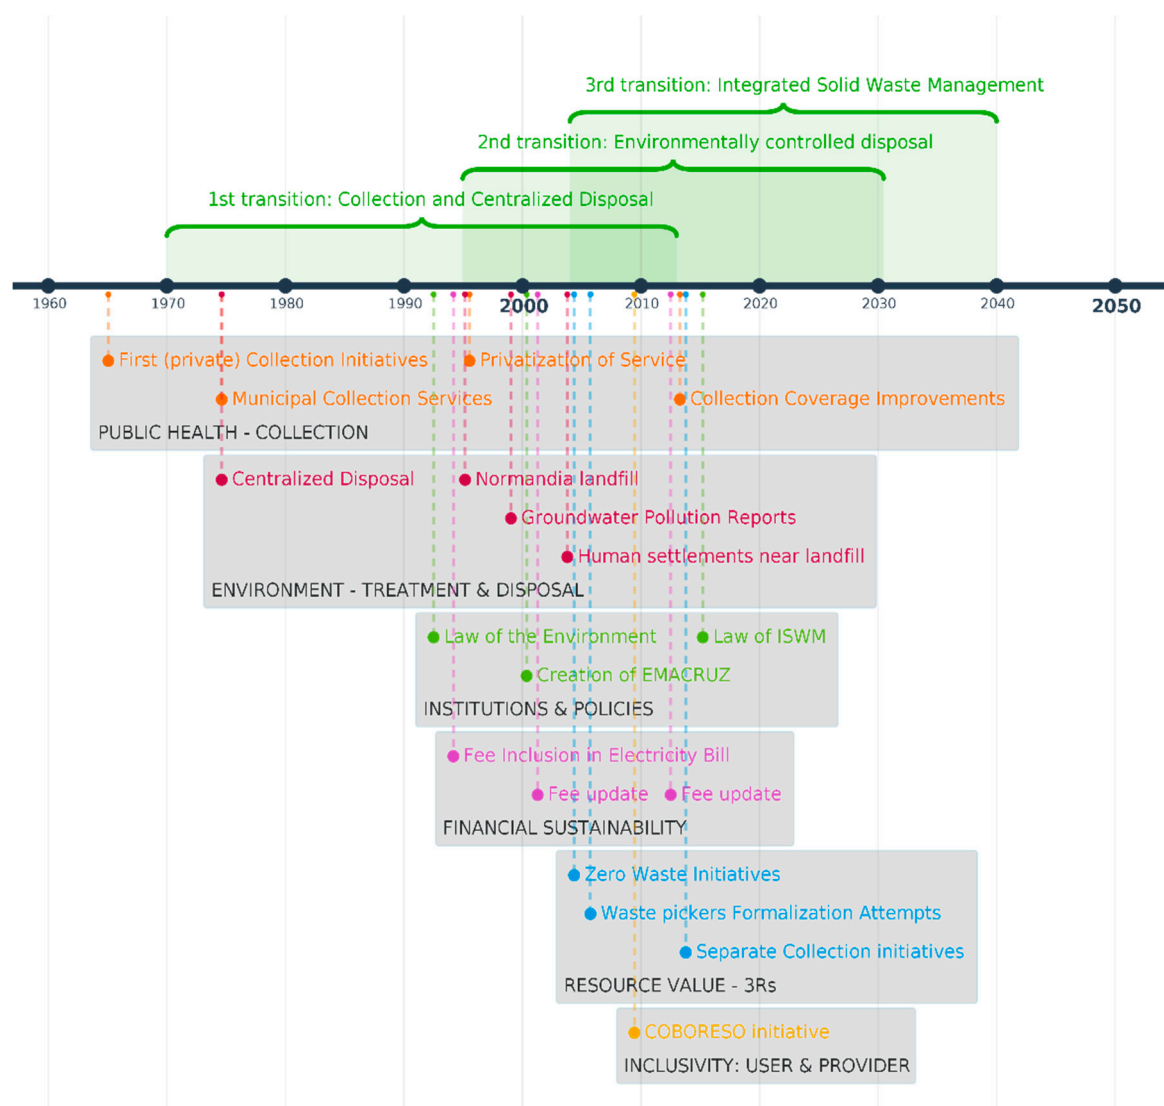 3rd transition: Integrated Solid Waste Management
2nd transition: Environmentally controlled disposal
1st transition: Collection and Centralized Disposal
1960 1970 1980 1990 2000 2010 2020 2030 2040 2050
First (private) Collection Initiatives Privatization of Service
Municipal Collection Services Collection Coverage Improvements
PUBLIC HEALTH - COLLECTION
Centralized Disposal Normandia landfill
Groundwater Pollution Reports
Human settlements near landfill
ENVIRONMENT - TREATMENT & DISPOSAL
Law of the Environment Law of ISWM
Creation of EMACRUZ
INSTITUTIONS & POLICIES
Fee Inclusion in Electricity Bill
Fee update Fee update
FINANCIAL SUSTAINABILITY
Zero Waste Initiatives
Waste pickers Formalization Attempts
Separate Collection initiatives
RESOURCE VALUE - 3Rs
COBORESO initiative
INCLUSIVITY: USER & PROVIDER